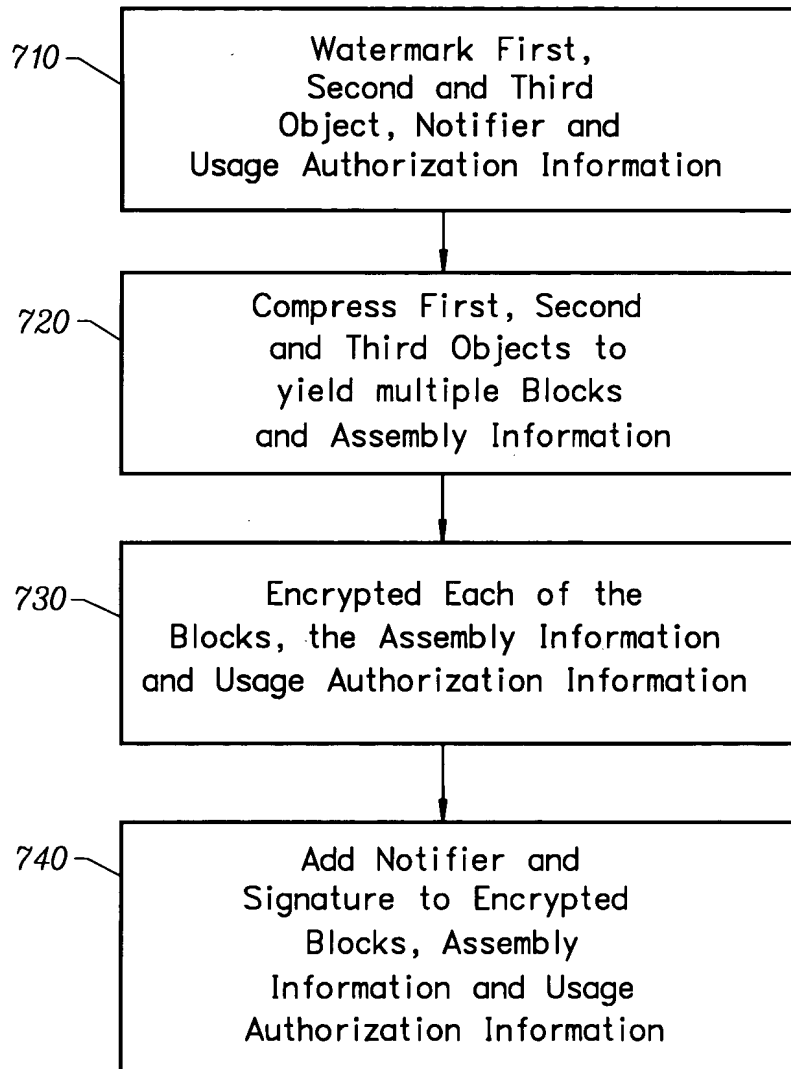 710
Watermark First,
Second and Third
Object, Notifier and
Usage Authorization Information
720
Compress First, Second
and Third Objects to
yield multiple Blocks
and Assembly Information
730
Encrypted Each of the
Blocks, the Assembly Information
and Usage Authorization Information
740
Add Notifier and
Signature to Encrypted
Blocks, Assembly
Information and Usage
Authorization Information